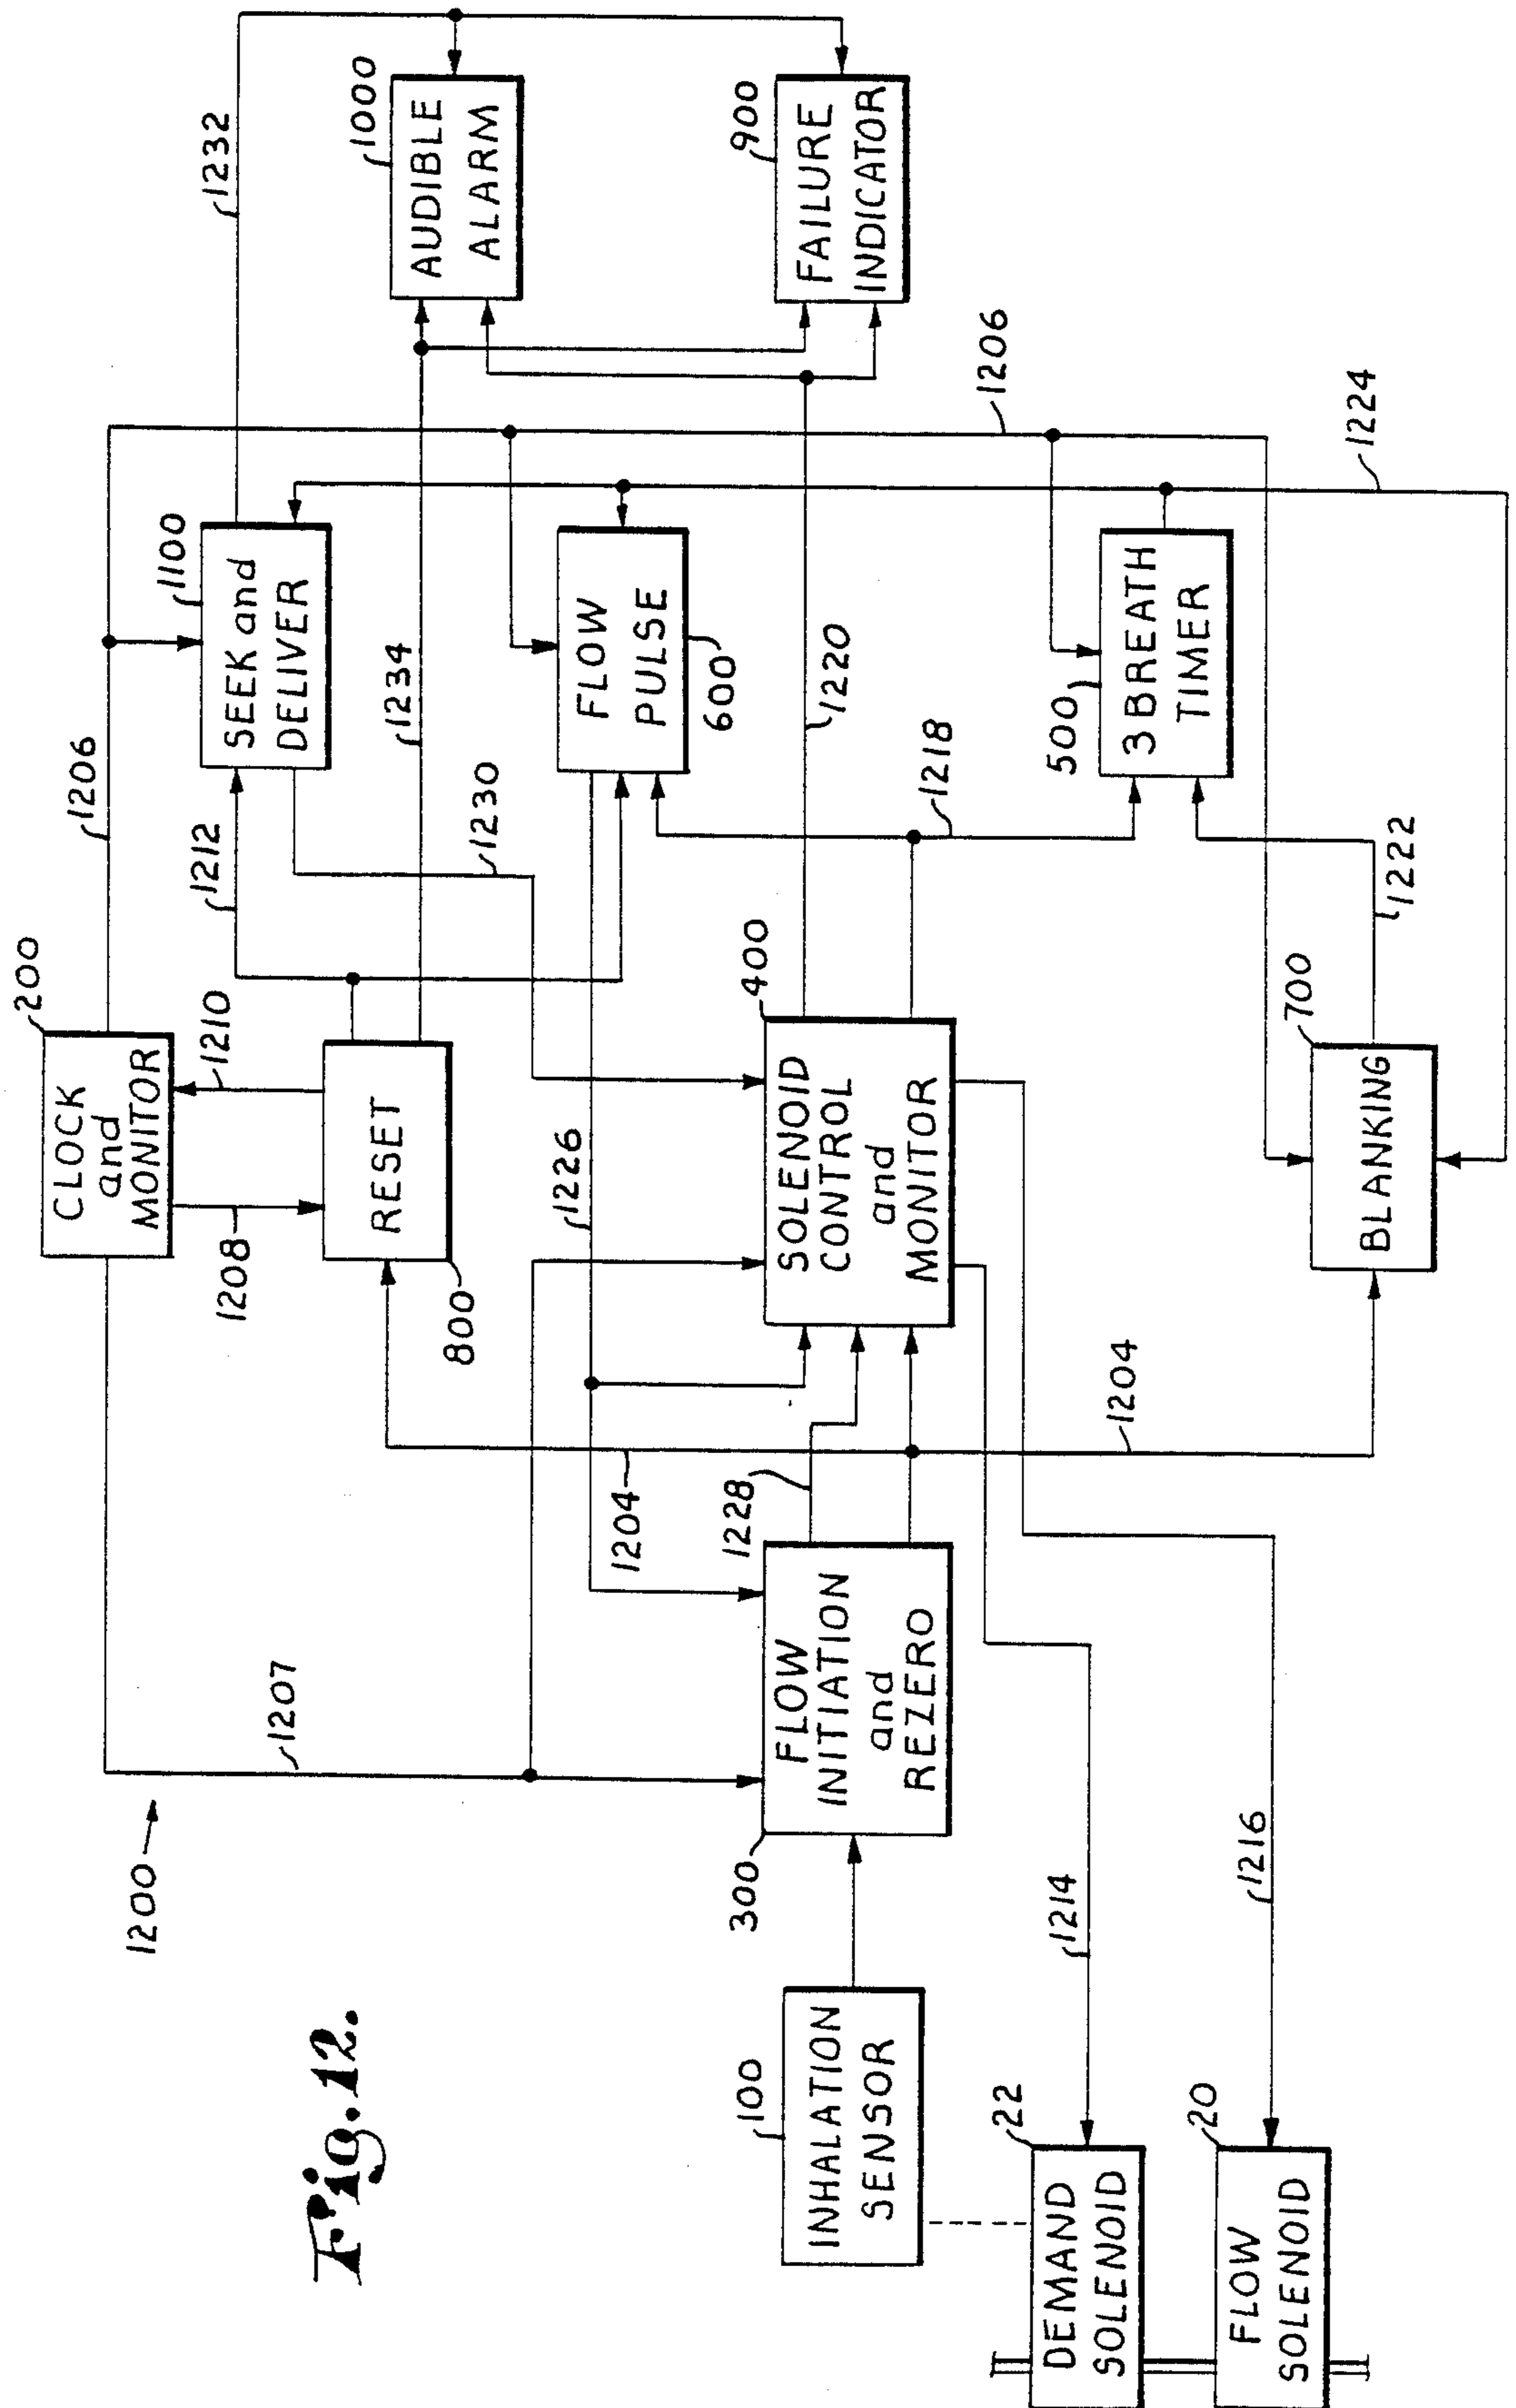 Fig. 12.
1200
1207
200
CLOCK
and
MONITOR
1206
1208
1210
1212
1100
SEEK and
DELIVER
1232
800
RESET
1234
1000
AUDIBLE
ALARM
1226
1230
FLOW
PULSE
600
100
INHALATION
SENSOR
300
FLOW
INITIATION
and
REZERO
1228
1204
400
SOLENOID
CONTROL
and
MONITOR
1220
1218
900
FAILURE
INDICATOR
1206
22
DEMAND
SOLENOID
1214
1204
500
3 BREATH
TIMER
20
FLOW
SOLENOID
1216
700
BLANKING
1222
1224